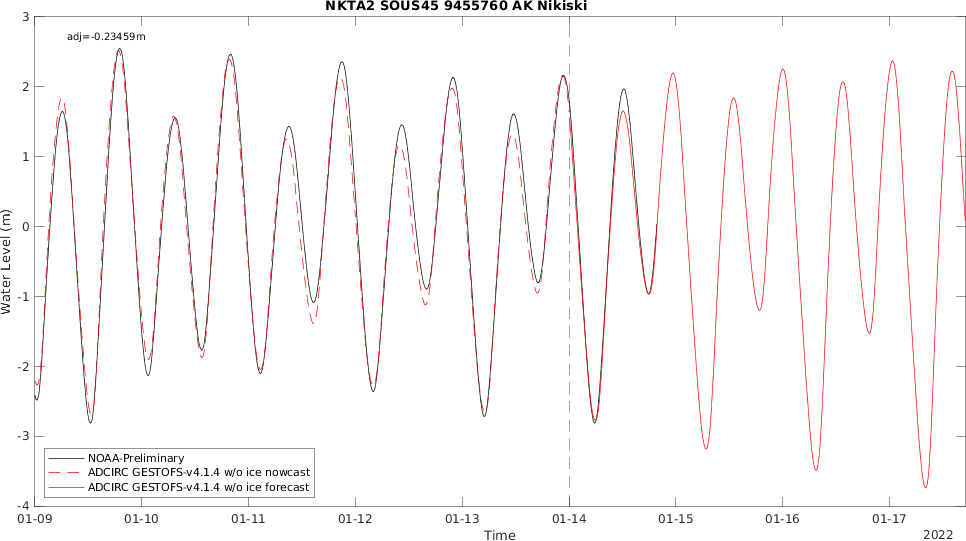 NKTA2 SOUS45 9455760 AK Nikiski
adj=-0.23459m
3
2
1
0
-1
-2
-3
-4
Water Level (m)
NOAA-Preliminary
ADCIRC GESTOFS-v4.1.4 w/o ice nowcast
ADCIRC GESTOFS-v4.1.4 w/o ice forecast
01-09 01-10 01-11 01-12 01-13 01-14 01-15 01-16 01-17
Time
2022